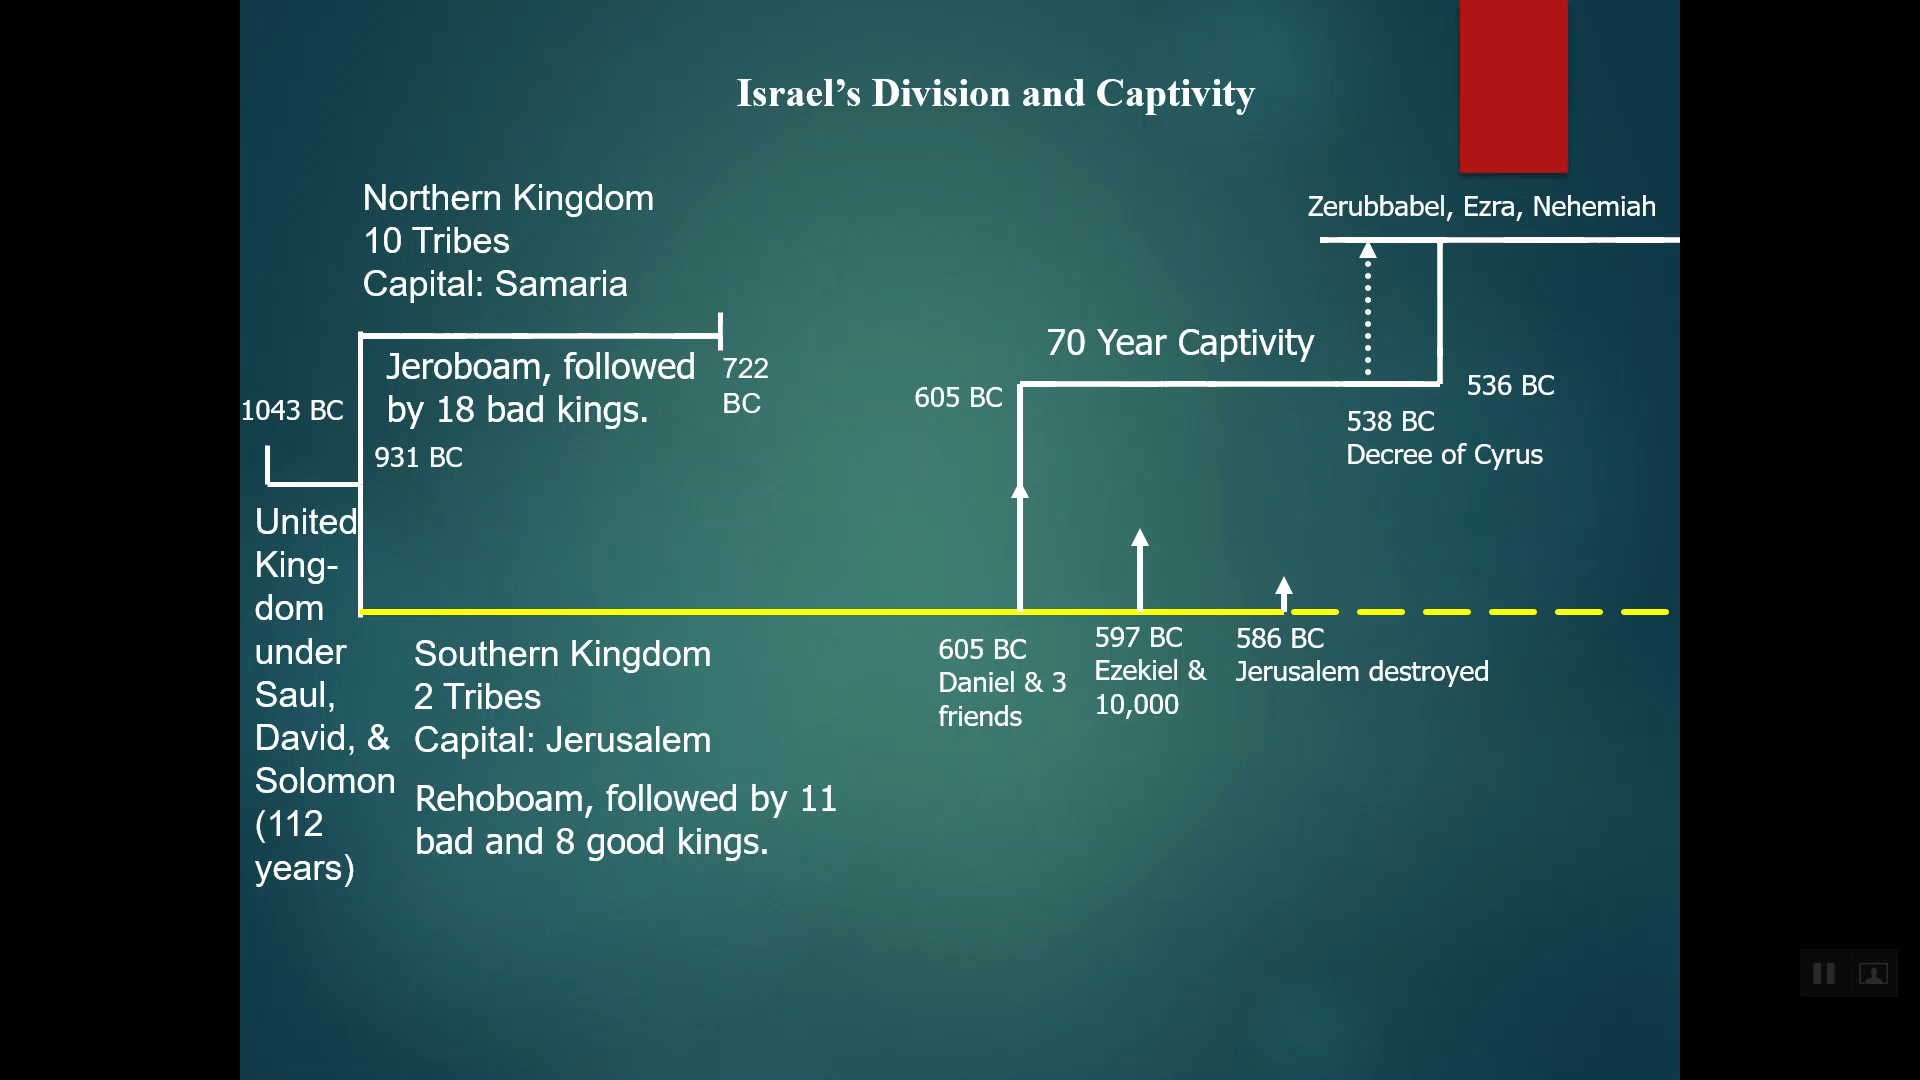 Israel’s Division and Captivity
Northern Kingdom
10 Tribes
Capital: Samaria
Zerubbabel, Ezra, Nehemiah
Jeroboam, followed
by 18 bad kings.
722
BC
70 Year Captivity
605 BC
536 BC
1043 BC
931 BC
538 BC
Decree of Cyrus
United
King-
dom
under
Saul,
David, &
Solomon
(112
years)
Southern Kingdom
2 Tribes
Capital: Jerusalem
Rehoboam, followed by 11
bad and 8 good kings.
605 BC
Daniel & 3
friends
597 BC
Ezekiel &
10,000
586 BC
Jerusalem destroyed